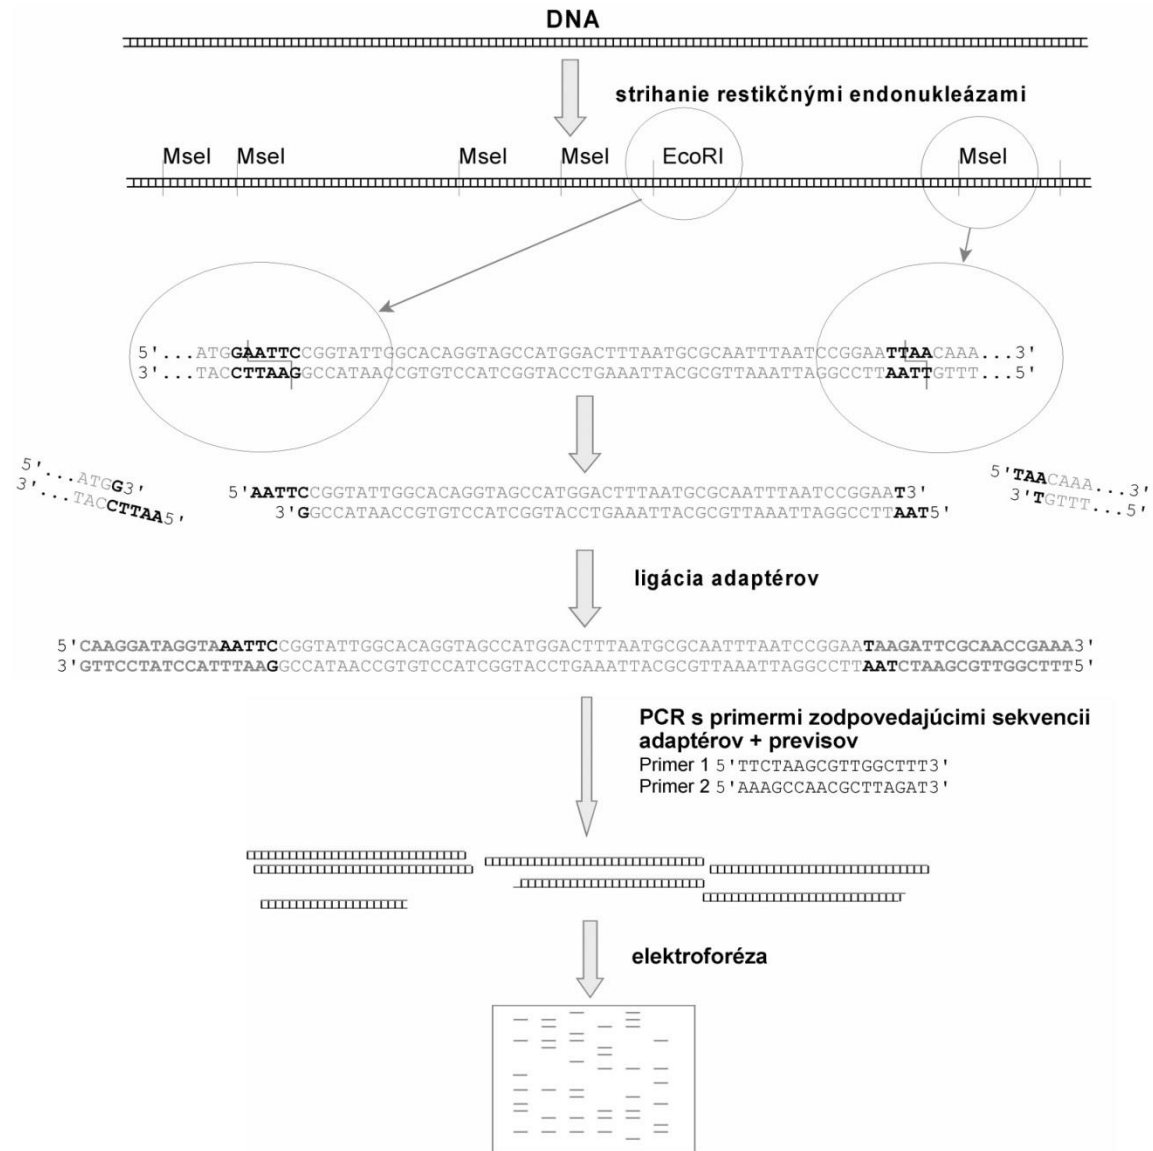 DNA
strihanie restikčnými endonukleázami
MseI MseI MseI MseI EcoRI MseI
5'...ATGGAATTCCGGTATTGGCACAGGTAGCCATGGACTTTAATGCGCAATTTAATCCGGAATTAACAAA...3'
3'...TACCTTAAGGCCATAACCGTGTCCATCGGTACCTGAAATTACGCGTTAAATTAGGCCTTAATTGTTT...5'
5'...ATGG3'
3'...TACCTTAA5'
5'AATTCCGGTATTGGCACAGGTAGCCATGGACTTTAATGCGCAATTTAATCCGGAAT3'
3'GGCCATAACCGTGTCCATCGGTACCTGAAATTACGCGTTAAATTAGGCCTTAAT5'
5'TAACAAA...3'
3'TGTTT...5'
ligácia adaptérov
5'CAAGGATAGGTAAATTCCGGTATTGGCACAGGTAGCCATGGACTTTAATGCGCAATTTAATCCGGAATAAGATTCGCAACCGAAA3'
3'GTTCCTATCCATTTAAGGCCATAACCGTGTCCATCGGTACCTGAAATTACGCGTTAAATTAGGCCTTAATCTAAGCGTTGGCTTT5'
PCR s primermi zodpovedajúcimi sekvencii
adaptérov + previsov
Primer 1 5'TTCTAAGCGTTGGCTTT3'
Primer 2 5'AAAGCCAACGCTTAGAT3'
elektroforéza